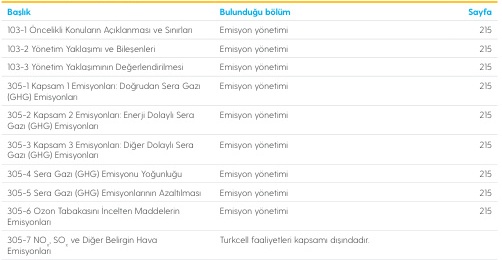 Başlık Bulunduğu bölüm Sayfa
103-1 Öncelikli Konuların Açıklanması ve Sınırları Emisyon yönetimi 215
103-2 Yönetim Yaklaşımı ve Bileşenleri Emisyon yönetimi 215
103-3 Yönetim Yaklaşımının Değerlendirilmesi Emisyon yönetimi 215
305-1 Kapsam 1 Emisyonları: Doğrudan Sera Gazı Emisyon yönetimi 215
(GHG) Emisyonları
305-2 Kapsam 2 Emisyonları: Enerji Dolaylı Sera Emisyon yönetimi 215
Gazı (GHG) Emisyonları
305-3 Kapsam 3 Emisyonları: Diğer Dolaylı Sera Emisyon yönetimi 215
Gazı (GHG) Emisyonları
305-4 Sera Gazı (GHG) Emisyonu Yoğunluğu Emisyon yönetimi 215
305-5 Sera Gazı (GHG) Emisyonlarının Azaltılması Emisyon yönetimi 215
305-6 Ozon Tabakasını İncelten Maddelerin Emisyon yönetimi 215
Emisyonları
305-7 NOx, SOx ve Diğer Belirgin Hava Turkcell faaliyetleri kapsamı dışındadır.
Emisyonları